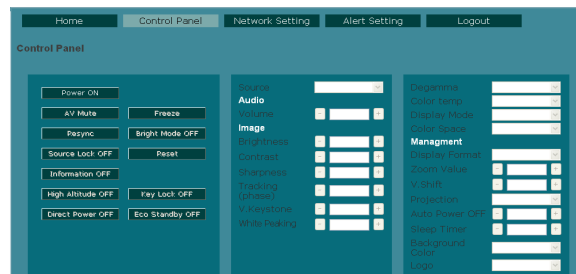 Home Control Panel Network Setting Alert Setting Logout
Control Panel
Power ON
AV Mute Freeze
Resync Bright Mode OFF
Source Lock OFF Reset
Information OFF
High Altitude OFF Key Lock OFF
Direct Power OFF Eco Standby OFF
Source
Audio
Volume - +
Image
Brightness - +
Contrast - +
Sharpness - +
Tracking
(phase) - +
V.Keystone - +
White Peaking - +
Degamma
Color temp
Display Mode
Color Space
Managment
Display Format
Zoom Value - +
V.Shift - +
Projection
Auto Power OFF - +
Sleep Timer - +
Background
Color
Logo